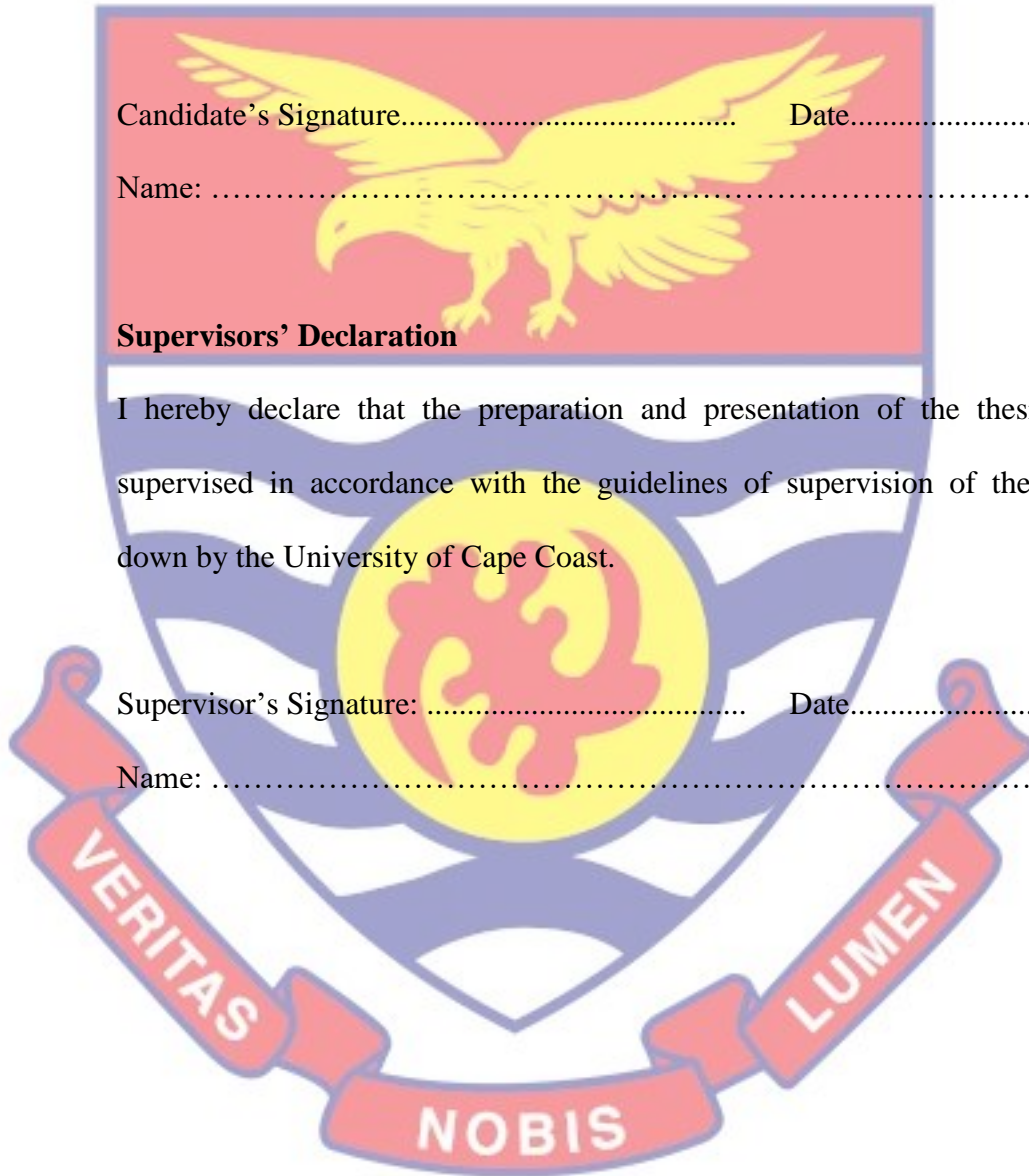 Candidate’s Signature.......................................... Date......................
Name: ………………………………………………………………………
Supervisors’ Declaration
I hereby declare that the preparation and presentation of the
supervised in accordance with the guidelines of supervision of the
down by the University of Cape Coast.
Supervisor’s Signature: ........................................ Date......................
Name: ………………………………………………………………………
VERITAS
NOBIS
LUMEN